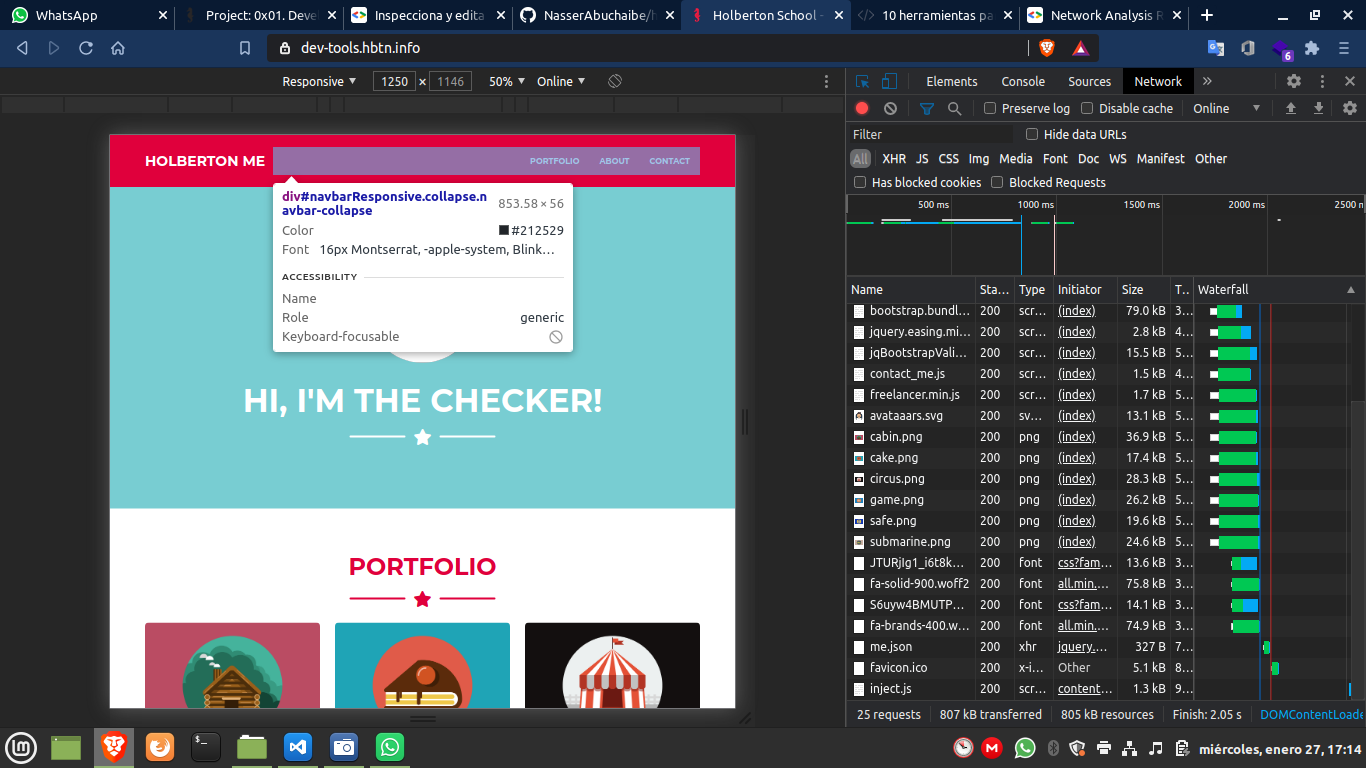 WhatsApp
Project: 0x01. Devel
Inspecciona y edita
NasserAbuchaibe/h
Holberton School -
10 herramientas pa
Network Analysis R
dev-tools.hbtn.info
6
Responsive
1250 × 1146
50%
Online
Elements
Console
Sources
Network
Preserve log
Disable cache
Online
Filter
Hide data URLs
All XHR JS CSS Img Media Font Doc WS Manifest Other
Has blocked cookies
Blocked Requests
500 ms
1000 ms
1500 ms
2000 ms
2500 n
HOLBERTON ME
PORTFOLIO
ABOUT
CONTACT
div#navbarResponsive.collapse.n
avbar-collapse
853.58 × 56
Color
#212529
Font
16px Montserrat, -apple-system, Blink…
ACCESSIBILITY
Name
Role
generic
Keyboard-focusable
HI, I'M THE CHECKER!
PORTFOLIO
Name Sta… Type Initiator Size T… Waterfall
bootstrap.bundl… 200 scr… (index) 79.0 kB 3…
jquery.easing.mi… 200 scr… (index) 2.8 kB 4…
jqBootstrapVali… 200 scr… (index) 15.5 kB 5…
contact_me.js 200 scr… (index) 1.5 kB 4…
freelancer.min.js 200 scr… (index) 1.7 kB 5…
avataaars.svg 200 sv… (index) 13.1 kB 5…
cabin.png 200 png (index) 36.9 kB 5…
cake.png 200 png (index) 17.4 kB 5…
circus.png 200 png (index) 28.3 kB 5…
game.png 200 png (index) 26.2 kB 5…
safe.png 200 png (index) 19.6 kB 5…
submarine.png 200 png (index) 24.6 kB 5…
JTURjIg1_i6t8k… 200 font css?fam… 13.6 kB 3…
fa-solid-900.woff2 200 font all.min.… 75.8 kB 3…
S6uyw4BMUTP… 200 font css?fam… 14.1 kB 3…
fa-brands-400.w… 200 font all.min.… 74.9 kB 3…
me.json 200 xhr jquery.… 327 B 7…
favicon.ico 200 x-i… Other 5.1 kB 8…
inject.js 200 scr… content… 1.3 kB 9…
25 requests
807 kB transferred
805 kB resources
Finish: 2.05 s
DOMContentLoade
miércoles, enero 27, 17:14